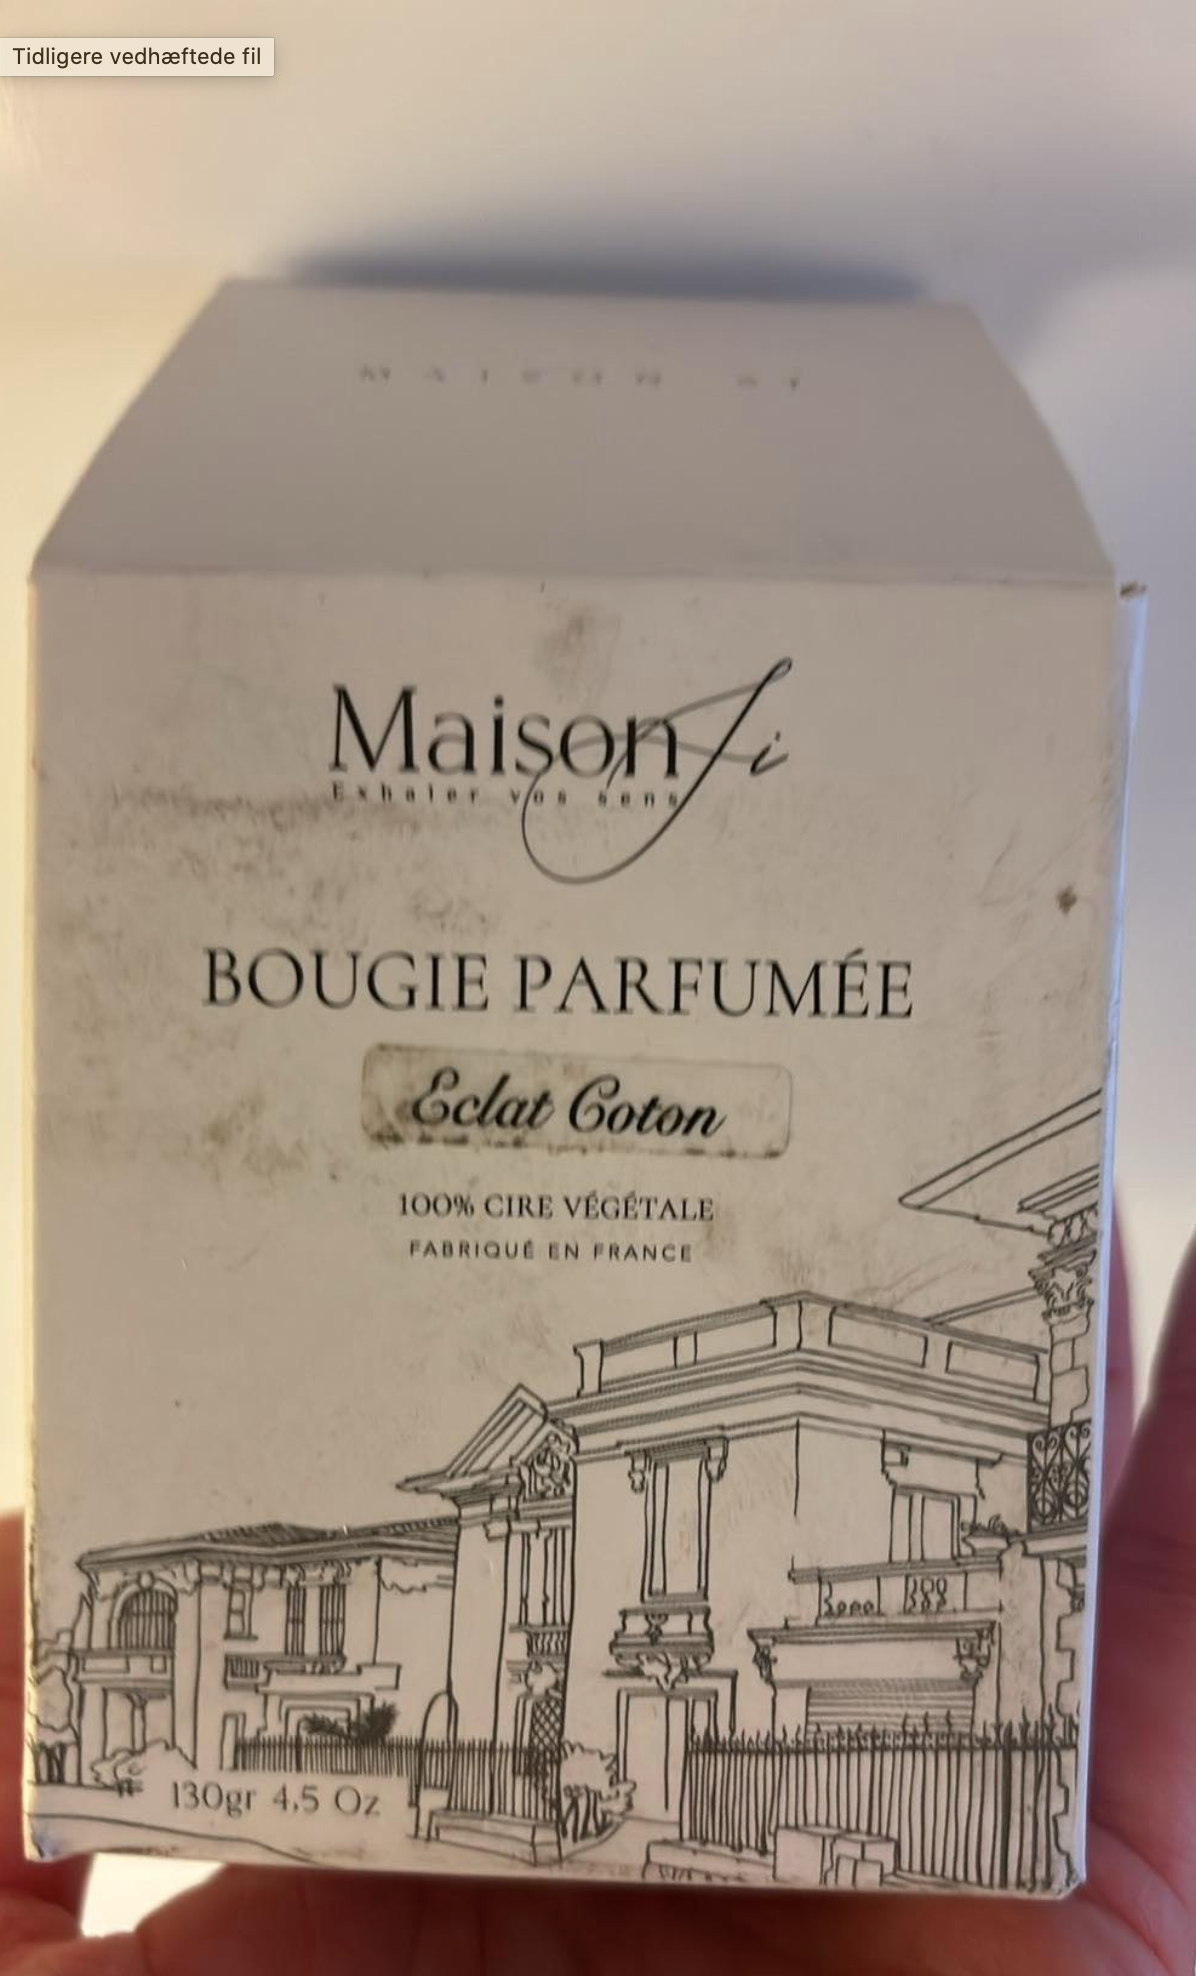 Tidligere vedhæftede fil
Maison Ji
Exhaler vos sens
BOUGIE PARFUMÉE
Eclat Coton
100% CIRE VÉGÉTALE
FABRIQUÉ EN FRANCE
130gr 4,5 Oz